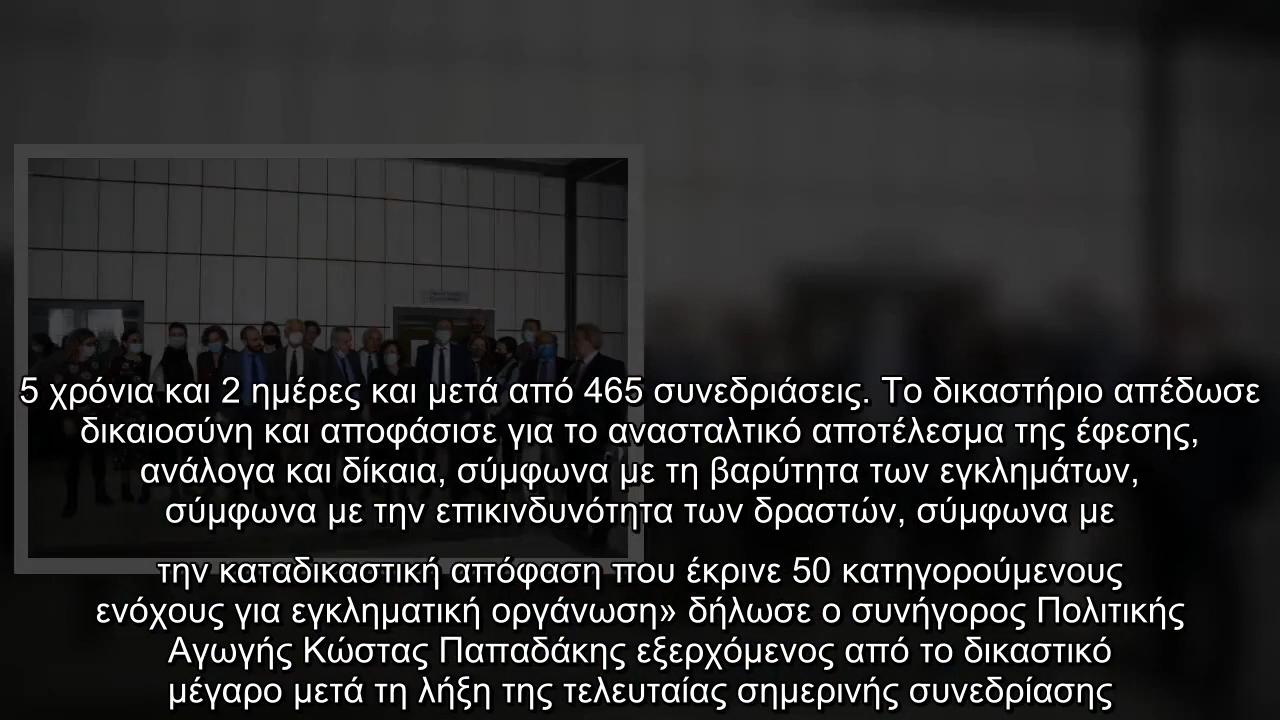 5 χρόνια και 2 ημέρες και μετά από 465 συνεδριάσεις. Το δικαστήριο απέδωσε
δικαιοσύνη και αποφάσισε για το ανασταλτικό αποτέλεσμα της έφεσης,
ανάλογα και δίκαια, σύμφωνα με τη βαρύτητα των εγκλημάτων,
σύμφωνα με την επικινδυνότητα των δραστών, σύμφωνα με
την καταδικαστική απόφαση που έκρινε 50 κατηγορούμενους
ενόχους για εγκληματική οργάνωση» δήλωσε ο συνήγορος Πολιτικής
Αγωγής Κώστας Παπαδάκης εξερχόμενος από το δικαστικό
μέγαρο μετά τη λήξη της τελευταίας σημερινής συνεδρίασης